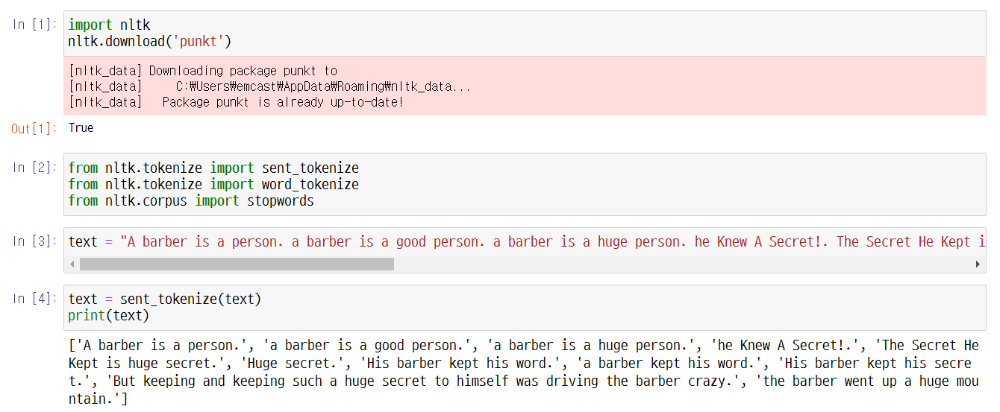 In [1]: import nltk
nltk.download('punkt')
[nltk_data] Downloading package punkt to
[nltk_data]     C:₩Users₩emcast₩AppData₩Roaming₩nltk_data...
[nltk_data]   Package punkt is already up-to-date!
Out[1]: True
In [2]: from nltk.tokenize import sent_tokenize
from nltk.tokenize import word_tokenize
from nltk.corpus import stopwords
In [3]: text = "A barber is a person. a barber is a good person. a barber is a huge person. he Knew A Secret!. The Secret He Kept i
In [4]: text = sent_tokenize(text)
print(text)
['A barber is a person.', 'a barber is a good person.', 'a barber is a huge person.', 'he Knew A Secret!.', 'The Secret He
Kept is huge secret.', 'Huge secret.', 'His barber kept his word.', 'a barber kept his word.', 'His barber kept his secre
t.', 'But keeping and keeping such a huge secret to himself was driving the barber crazy.', 'the barber went up a huge mou
ntain.']